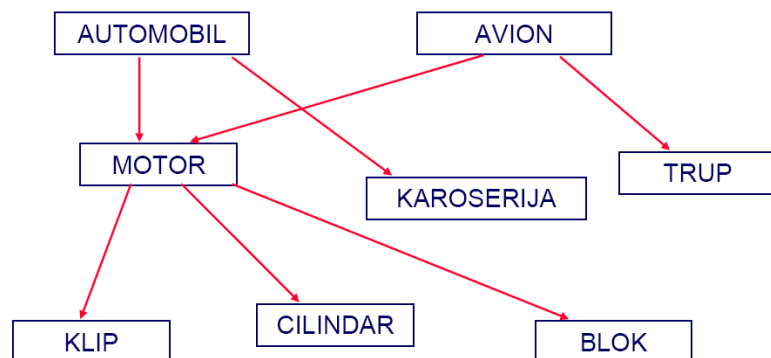 AUTOMOBIL
AVION
MOTOR
KAROSERIJA
TRUP
KLIP
CILINDAR
BLOK